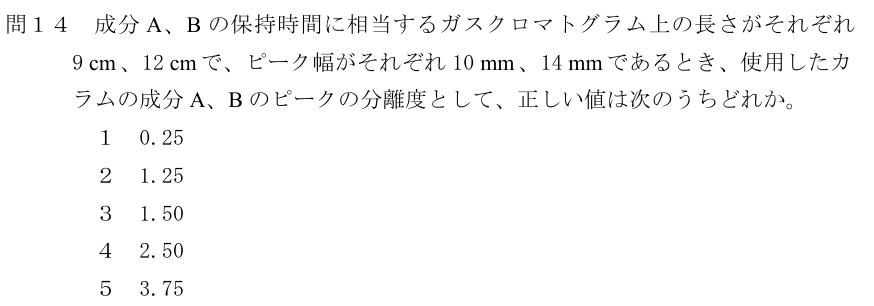 問１４　成分 A、B の保持時間に相当するガスクロマトグラム上の長さがそれぞれ
9 cm、12 cm で、ピーク幅がそれぞれ 10 mm、14 mm であるとき、使用したカ
ラムの成分 A、B のピークの分離度として、正しい値は次のうちどれか。
１　0.25
２　1.25
３　1.50
４　2.50
５　3.75